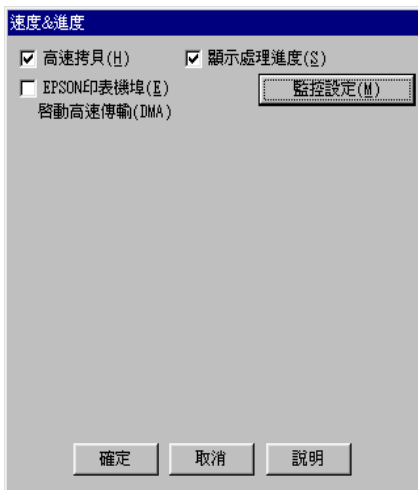 速度&進度
高速拷貝(H) 顯示處理進度(S)
EPSON印表機埠(E) 監控設定(M)
啓動高速傳輸(DMA)
確定 取消 說明